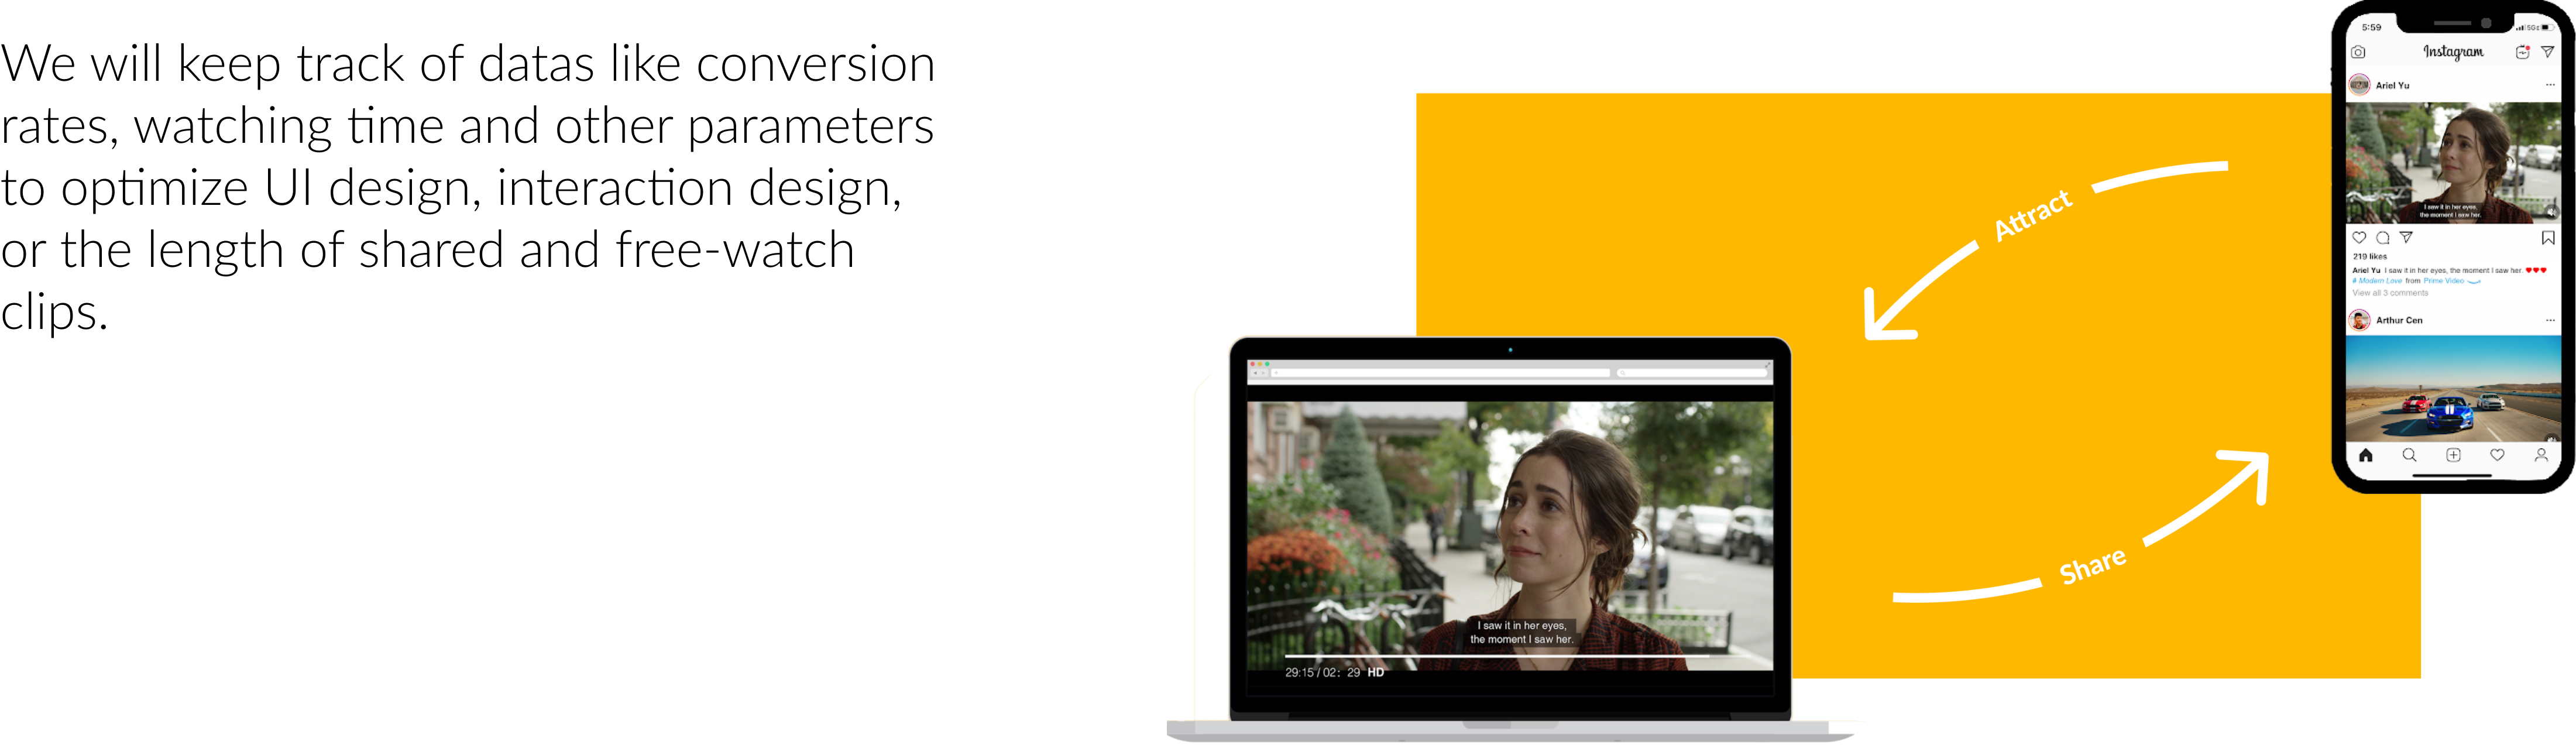 We will keep track of datas like conversion
rates, watching time and other parameters
to optimize UI design, interaction design,
or the length of shared and free-watch
clips.
Attract
Share
I saw it in her eyes,
the moment I saw her.
29:15 / 02: 29 HD
5:59
5G
Instagram
Ariel Yu
I saw it in her eyes,
the moment I saw her.
219 likes
Ariel Yu I saw it in her eyes, the moment I saw her. ♥♥♥
# Modern Love from Prime Video
View all 3 comments
Arthur Cen